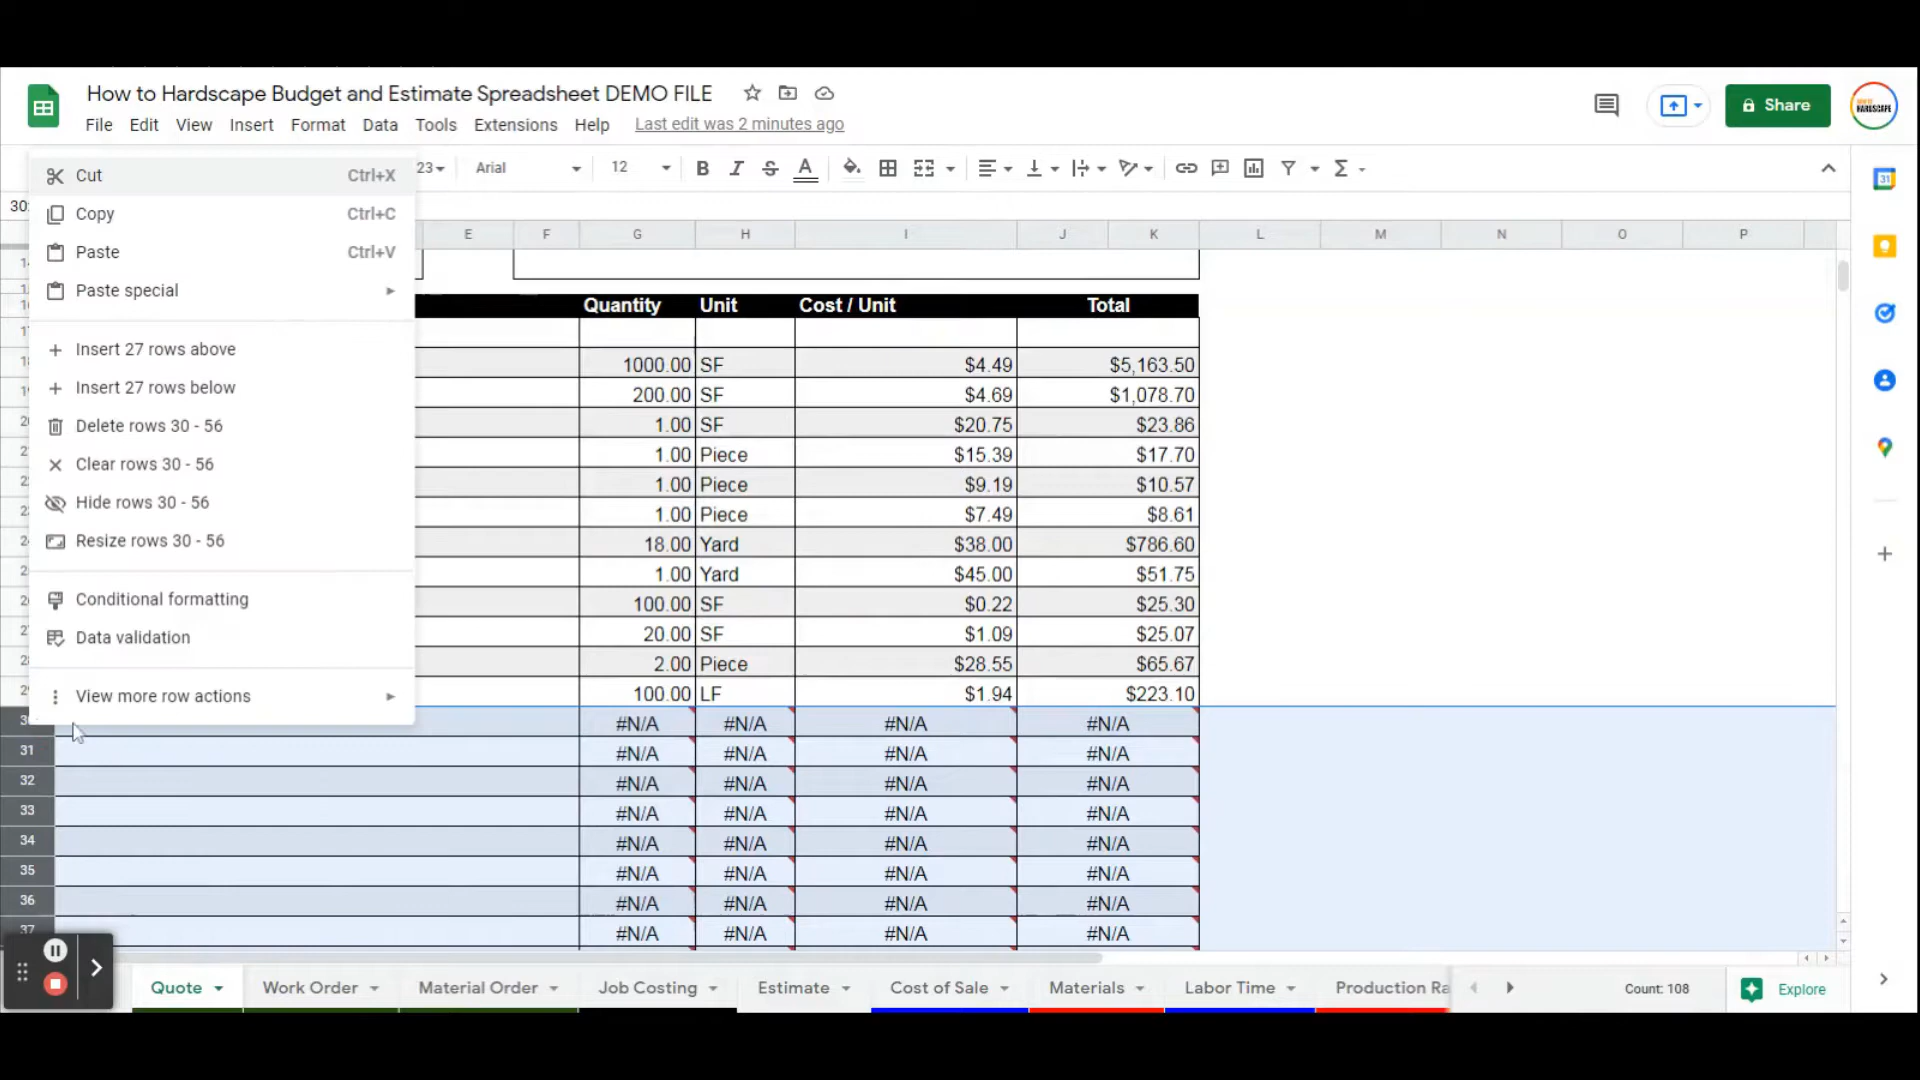 How to Hardscape Budget and Estimate Spreadsheet DEMO FILE
File Edit View Insert Format Data Tools Extensions Help Last edit was 2 minutes ago
Share
HARDSCAPE
Cut Ctrl+X
Copy Ctrl+C
Paste Ctrl+V
Paste special
Insert 27 rows above
Insert 27 rows below
Delete rows 30 - 56
Clear rows 30 - 56
Hide rows 30 - 56
Resize rows 30 - 56
Conditional formatting
Data validation
View more row actions
23 Arial 12
30
E F G H I J K L M N O P
Quantity Unit Cost / Unit Total
1000.00 SF $4.49 $5,163.50
200.00 SF $4.69 $1,078.70
1.00 SF $20.75 $23.86
1.00 Piece $15.39 $17.70
1.00 Piece $9.19 $10.57
1.00 Piece $7.49 $8.61
18.00 Yard $38.00 $786.60
1.00 Yard $45.00 $51.75
100.00 SF $0.22 $25.30
20.00 SF $1.09 $25.07
2.00 Piece $28.55 $65.67
100.00 LF $1.94 $223.10
#N/A #N/A #N/A #N/A
31 #N/A #N/A #N/A #N/A
32 #N/A #N/A #N/A #N/A
33 #N/A #N/A #N/A #N/A
34 #N/A #N/A #N/A #N/A
35 #N/A #N/A #N/A #N/A
36 #N/A #N/A #N/A #N/A
37 #N/A #N/A #N/A #N/A
Quote Work Order Material Order Job Costing Estimate Cost of Sale Materials Labor Time Production Ra Count: 108 Explore
31